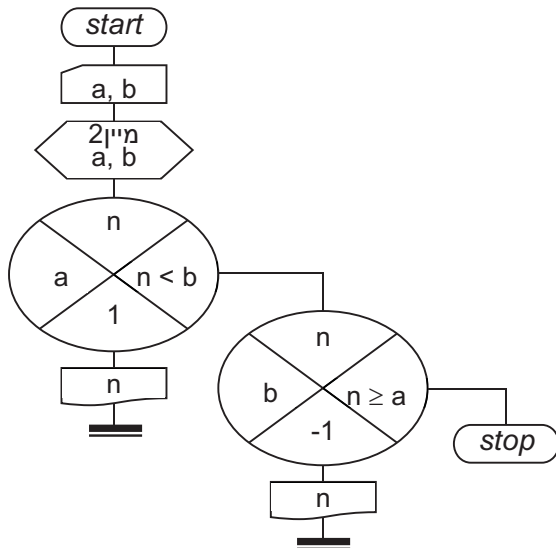 start
a, b
מיין2
a, b
n
a
n < b
1
n
n
b
n ≥ a
-1
n
stop